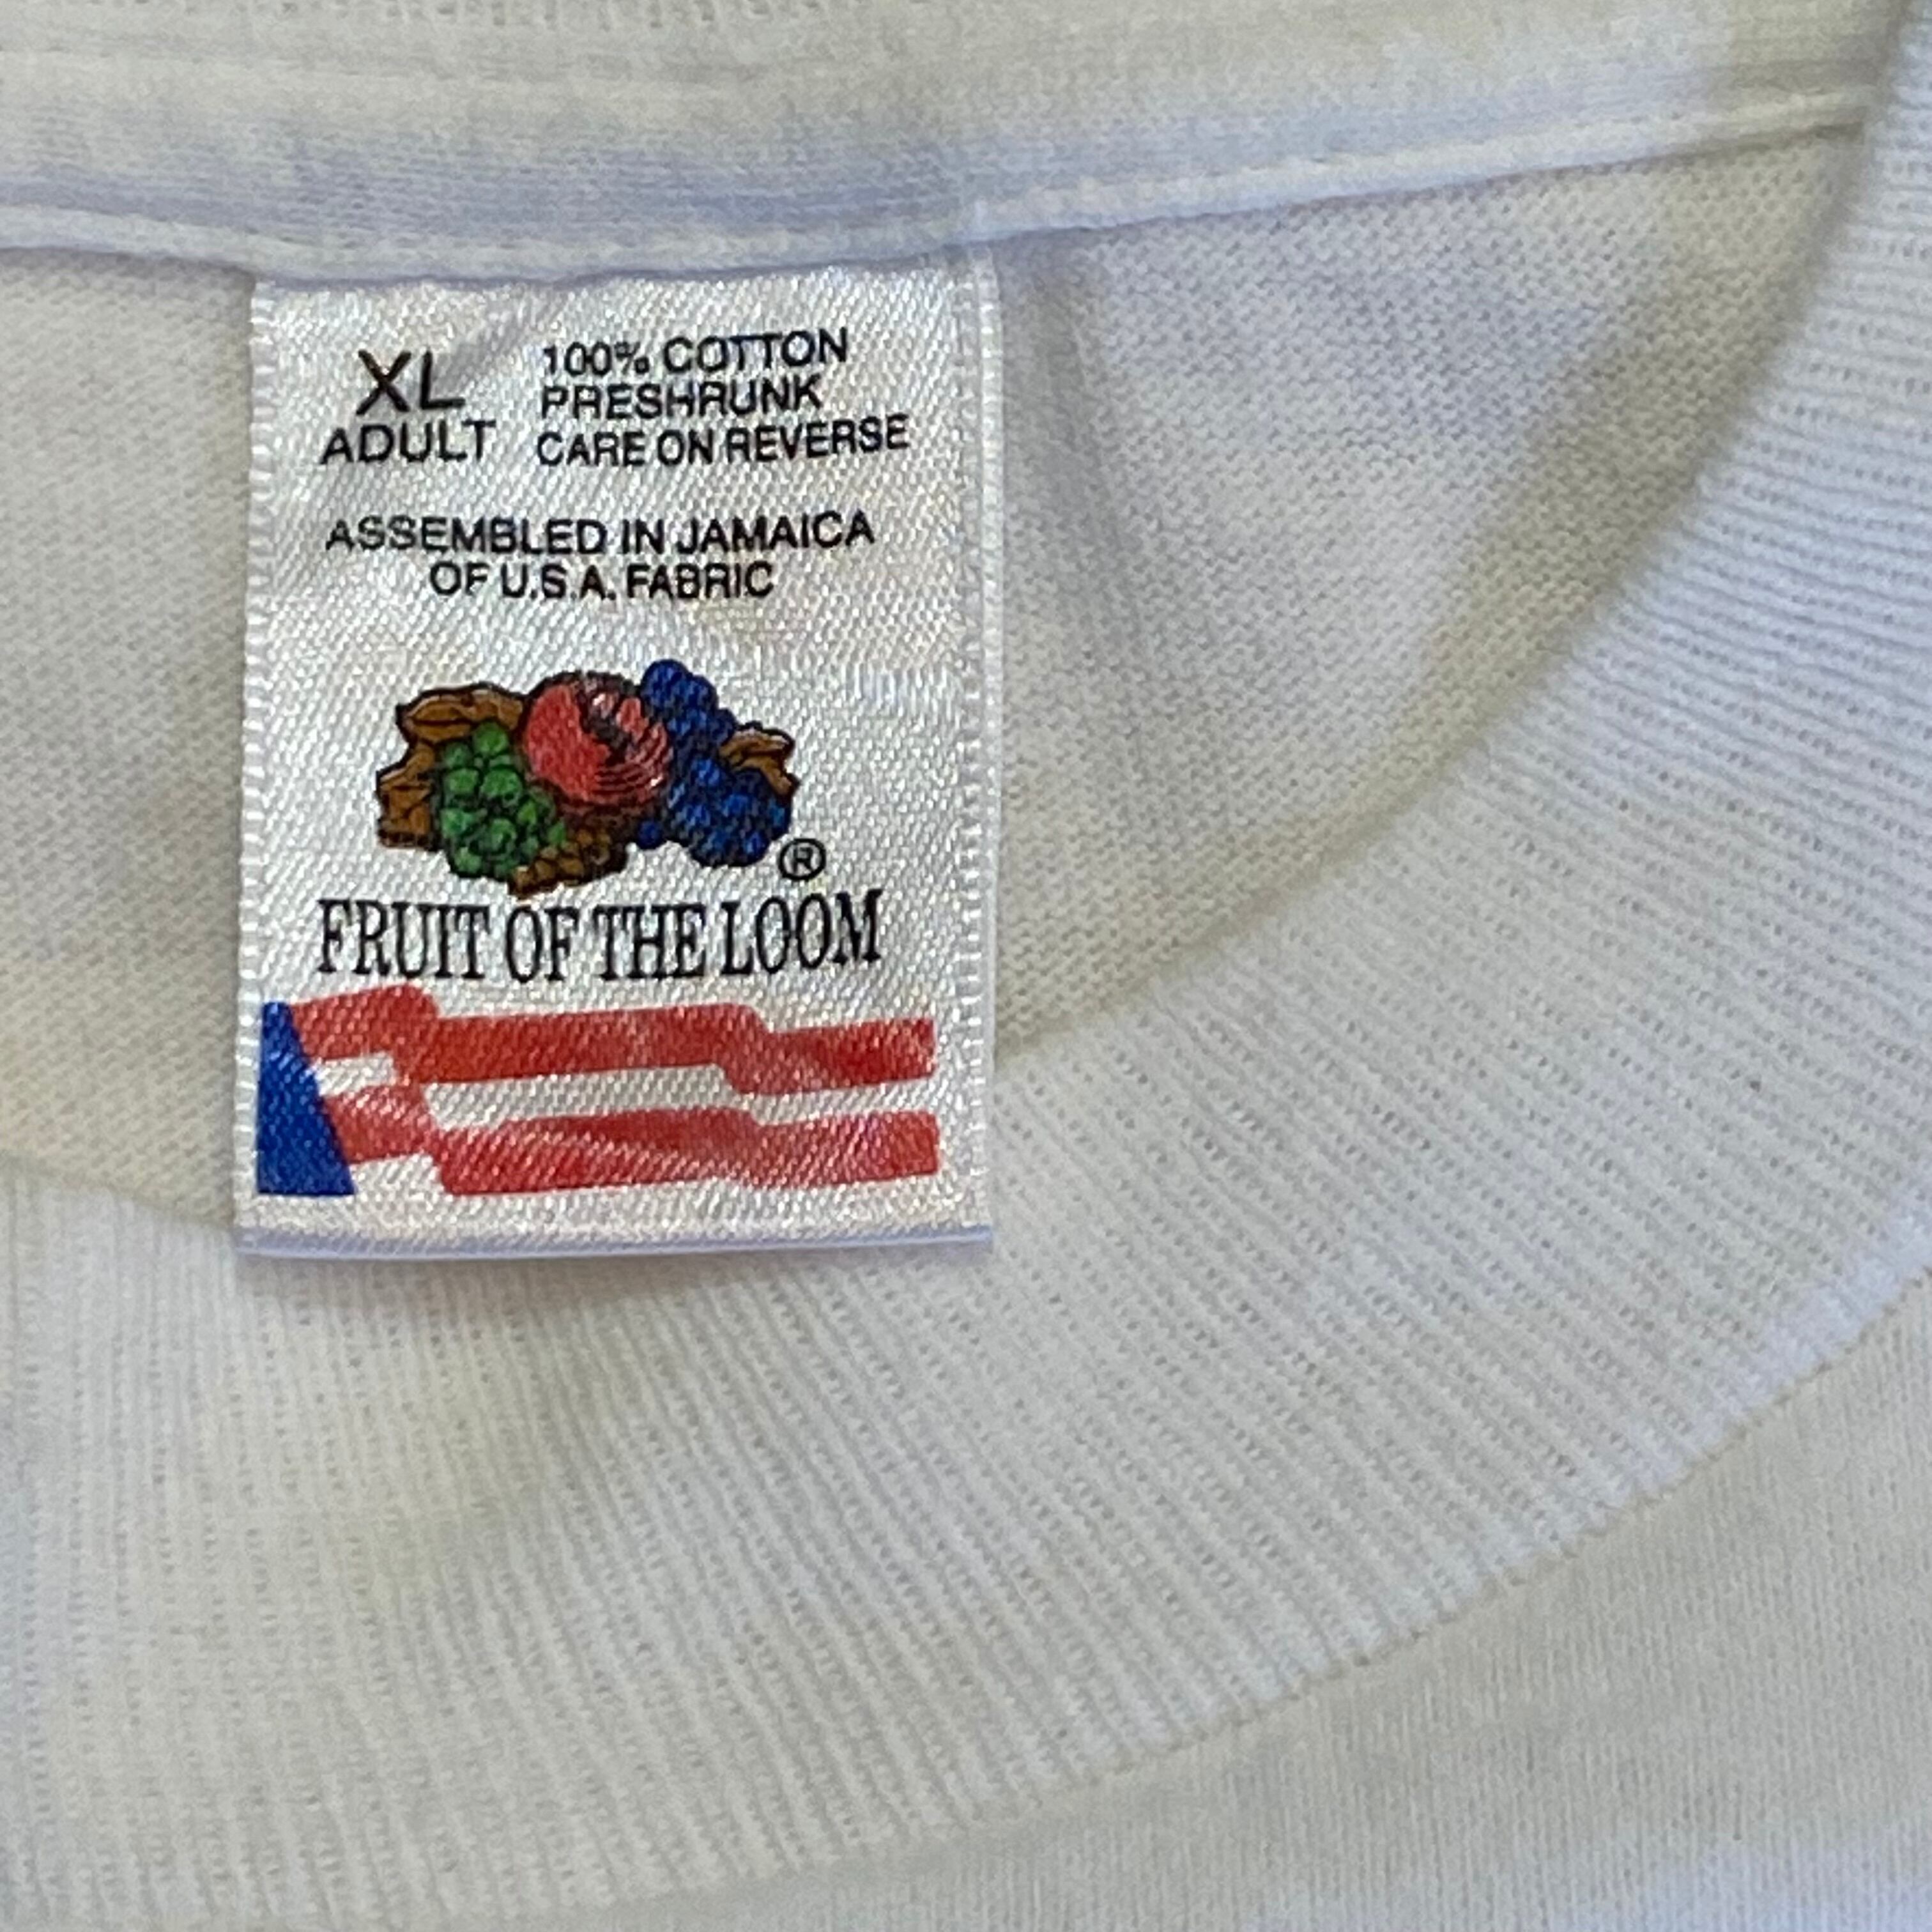 XL
ADULT
100% COTTON
PRESHRUNK
CARE ON REVERSE
ASSEMBLED IN JAMAICA
OF U.S.A. FABRIC
®
FRUIT OF THE LOOM